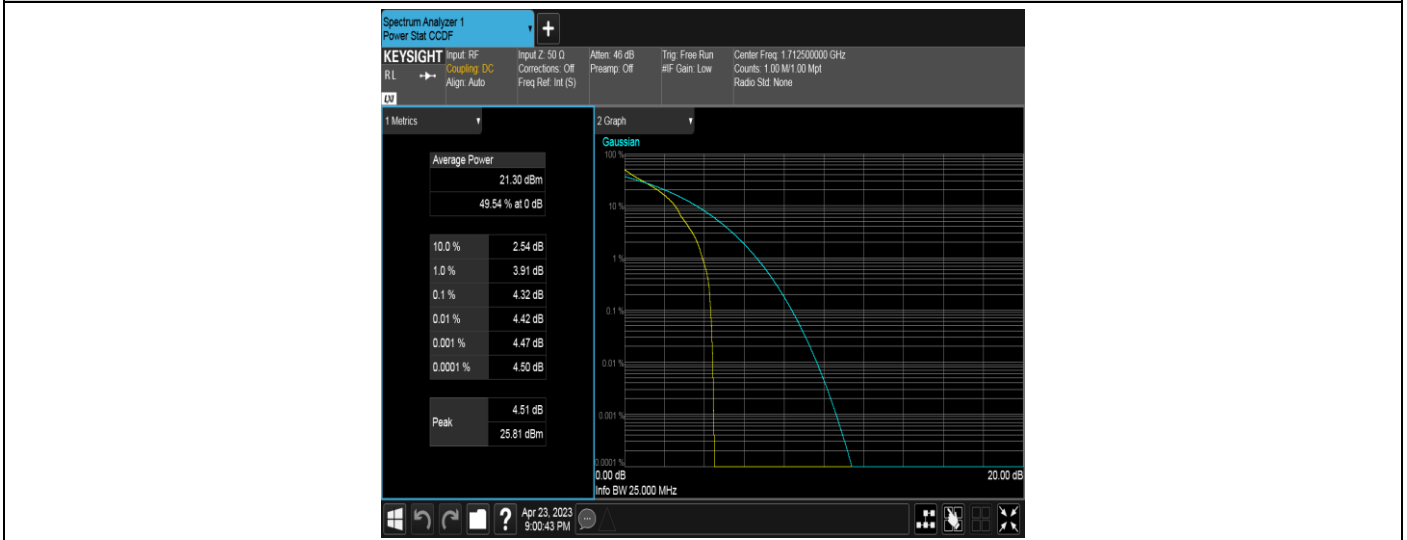 Spectrum Analyzer 1
Power Stat CCDF
+
KEYSIGHT
RL
LXI
Input: RF
Coupling: DC
Align: Auto
Input Z: 50 Ω
Corrections: Off
Freq Ref: Int (S)
Atten: 46 dB
Preamp: Off
Trig: Free Run
#IF Gain: Low
Center Freq: 1.712500000 GHz
Counts: 1.00 M/1.00 Mpt
Radio Std: None
1 Metrics
Average Power
21.30 dBm
49.54 % at 0 dB
10.0 % 2.54 dB
1.0 % 3.91 dB
0.1 % 4.32 dB
0.01 % 4.42 dB
0.001 % 4.47 dB
0.0001 % 4.50 dB
Peak
4.51 dB
25.81 dBm
2 Graph
Gaussian
100 %
10 %
1 %
0.1 %
0.01 %
0.001 %
0.0001 %
0.00 dB 20.00 dB
Info BW 25.000 MHz
?
Apr 23, 2023
9:00:43 PM